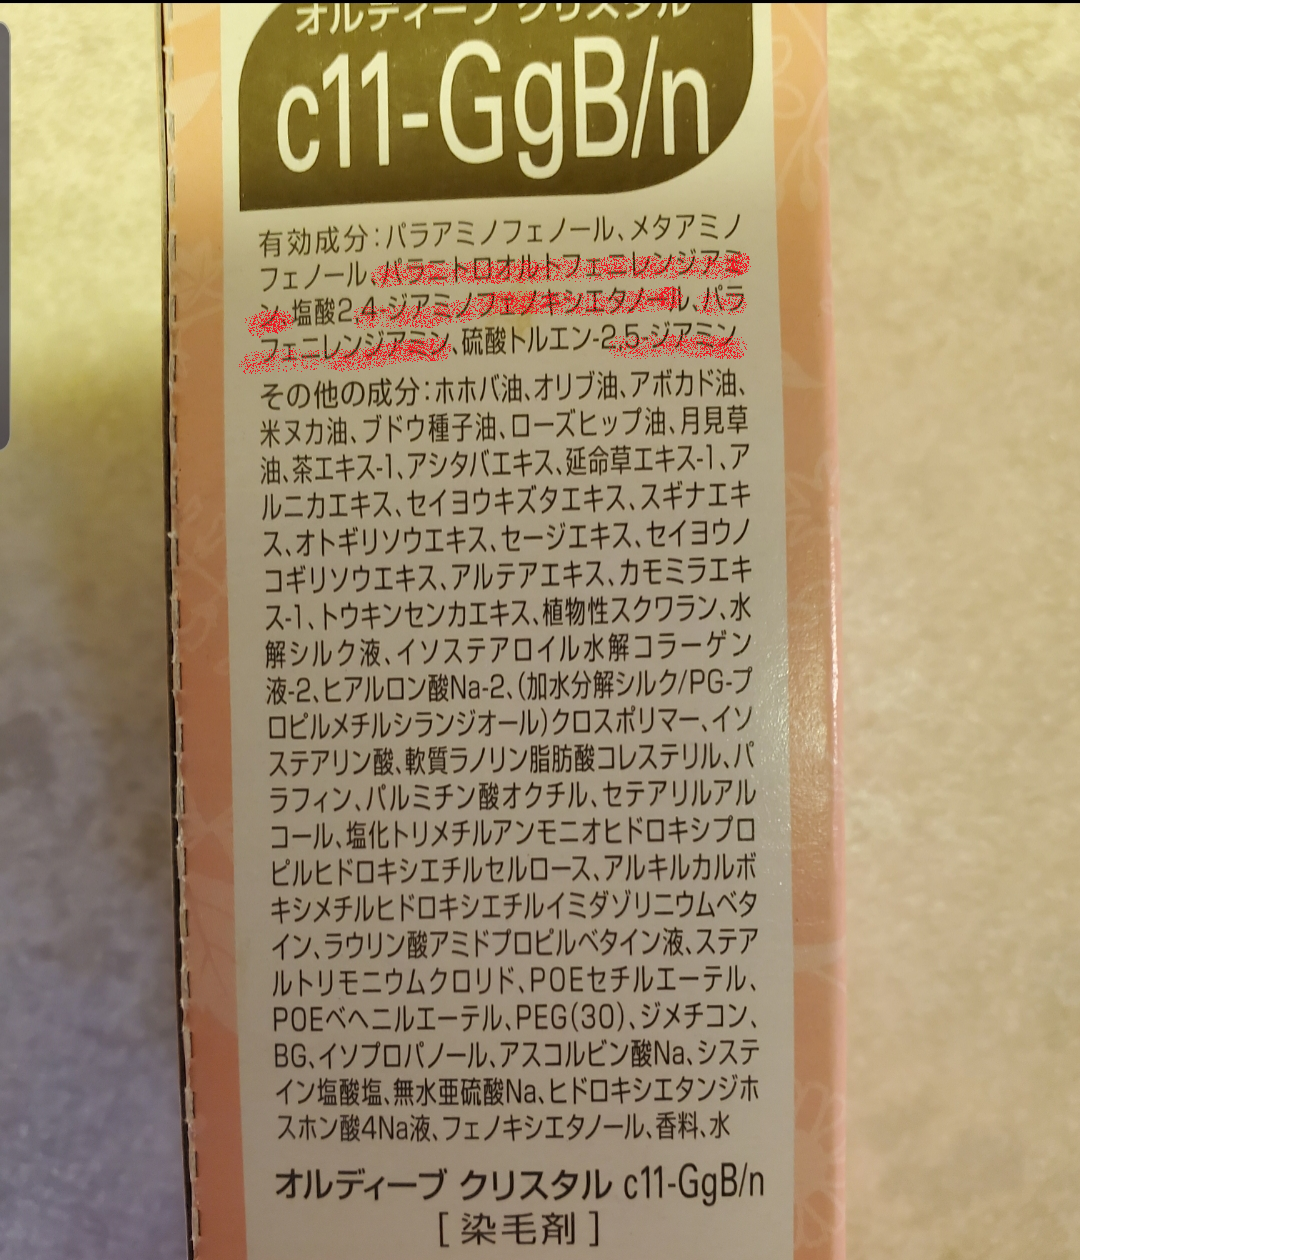 オルディーブ クリスタル
c11-GgB/n
有効成分:パラアミノフェノール、メタアミノ
フェノール、パラニトロオルトフェニレンジアミ
ン、塩酸2,4-ジアミノフェノキシエタノール、パラ
フェニレンジアミン、硫酸トルエン-2,5-ジアミン
その他の成分:ホホバ油、オリブ油、アボカド油、
米ヌカ油、ブドウ種子油、ローズヒップ油、月見草
油、茶エキス-1、アシタバエキス、延命草エキス-1、ア
ルニカエキス、セイヨウキズタエキス、スギナエキ
ス、オトギリソウエキス、セージエキス、セイヨウノ
コギリソウエキス、アルテアエキス、カモミラエキ
ス-1、トウキンセンカエキス、植物性スクワラン、水
解シルク液、イソステアロイル水解コラーゲン
液-2、ヒアルロン酸Na-2、(加水分解シルク/PG-プ
ロピルメチルシランジオール)クロスポリマー、イソ
ステアリン酸、軟質ラノリン脂肪酸コレステリル、パ
ラフィン、パルミチン酸オクチル、セテアリルアル
コール、塩化トリメチルアンモニオヒドロキシプロ
ピルヒドロキシエチルセルロース、アルキルカルボ
キシメチルヒドロキシエチルイミダゾリニウムベタ
イン、ラウリン酸アミドプロピルベタイン液、ステア
ルトリモニウムクロリド、POEセチルエーテル、
POEベヘニルエーテル、PEG(30)、ジメチコン、
BG、イソプロパノール、アスコルビン酸Na、システ
イン塩酸塩、無水亜硫酸Na、ヒドロキシエタンジホ
スホン酸4Na液、フェノキシエタノール、香料、水
オルディーブ クリスタル c11-GgB/n
[ 染毛剤 ]